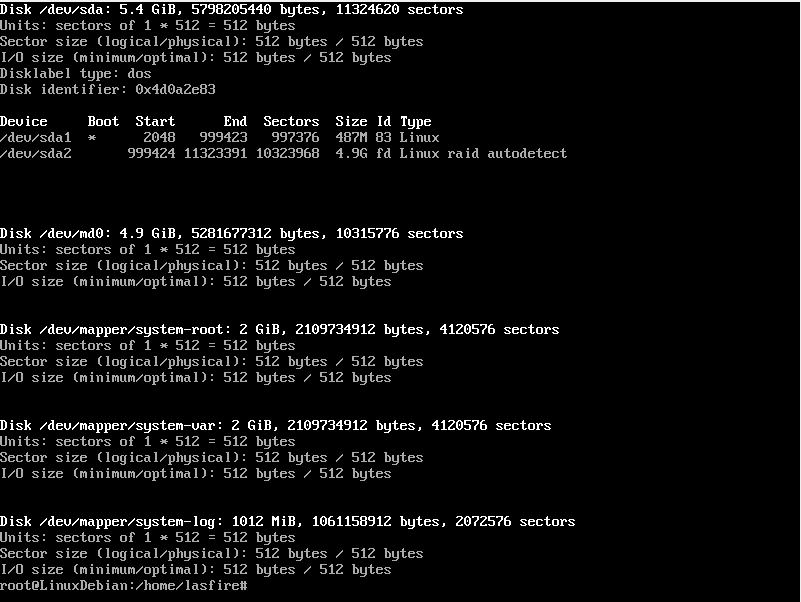 Disk /dev/sda: 5.4 GiB, 5798205440 bytes, 11324620 sectors
Units: sectors of 1 * 512 = 512 bytes
Sector size (logical/physical): 512 bytes / 512 bytes
I/O size (minimum/optimal): 512 bytes / 512 bytes
Disklabel type: dos
Disk identifier: 0x4d0a2e83
Device     Boot  Start      End  Sectors  Size Id Type
/dev/sda1  *      2048   999423   997376  487M 83 Linux
/dev/sda2       999424 11323391 10323968  4.9G fd Linux raid autodetect
Disk /dev/md0: 4.9 GiB, 5281677312 bytes, 10315776 sectors
Units: sectors of 1 * 512 = 512 bytes
Sector size (logical/physical): 512 bytes / 512 bytes
I/O size (minimum/optimal): 512 bytes / 512 bytes
Disk /dev/mapper/system-root: 2 GiB, 2109734912 bytes, 4120576 sectors
Units: sectors of 1 * 512 = 512 bytes
Sector size (logical/physical): 512 bytes / 512 bytes
I/O size (minimum/optimal): 512 bytes / 512 bytes
Disk /dev/mapper/system-var: 2 GiB, 2109734912 bytes, 4120576 sectors
Units: sectors of 1 * 512 = 512 bytes
Sector size (logical/physical): 512 bytes / 512 bytes
I/O size (minimum/optimal): 512 bytes / 512 bytes
Disk /dev/mapper/system-log: 1012 MiB, 1061158912 bytes, 2072576 sectors
Units: sectors of 1 * 512 = 512 bytes
Sector size (logical/physical): 512 bytes / 512 bytes
I/O size (minimum/optimal): 512 bytes / 512 bytes
root@LinuxDebian:/home/lasfire#